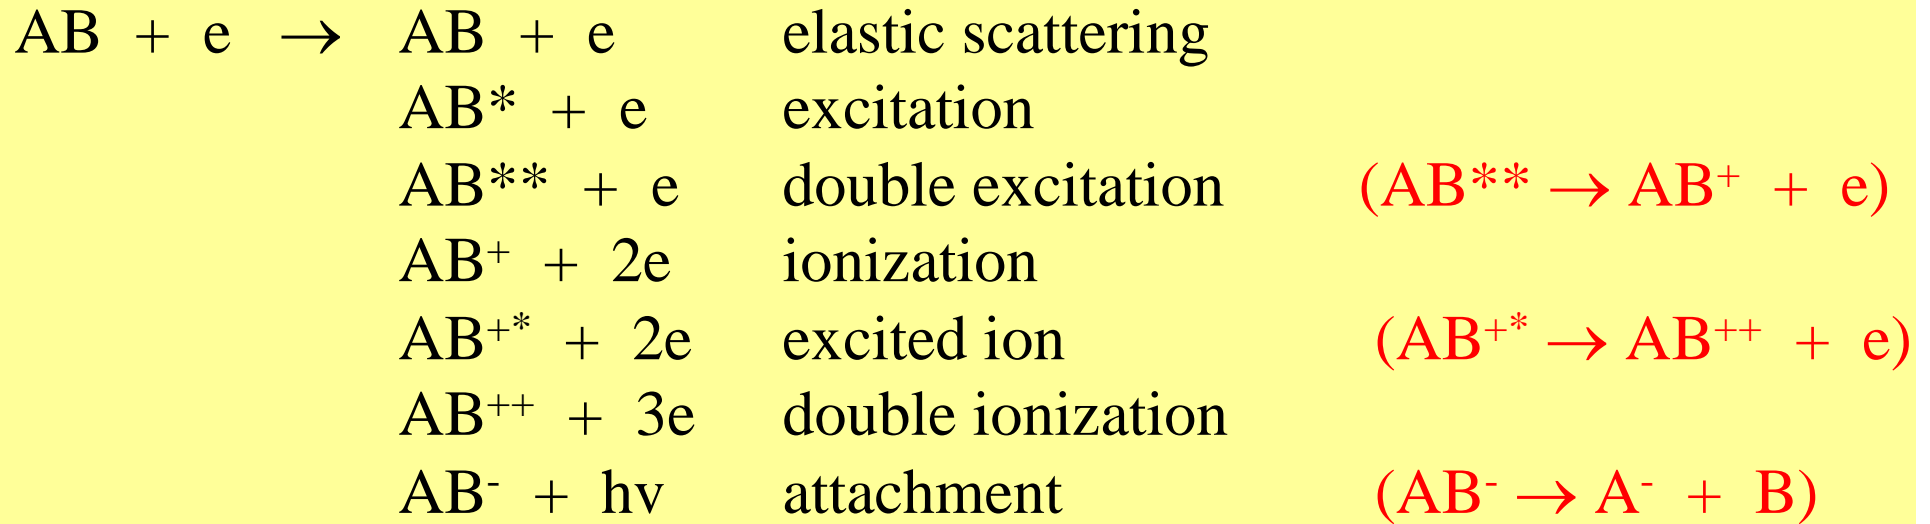 AB + e → AB + e elastic scattering
AB* + e excitation
AB** + e double excitation (AB** → AB⁺ + e)
AB⁺ + 2e ionization
AB⁺* + 2e excited ion (AB⁺* → AB⁺⁺ + e)
AB⁺⁺ + 3e double ionization
AB⁻ + hν attachment (AB⁻ → A⁻ + B)